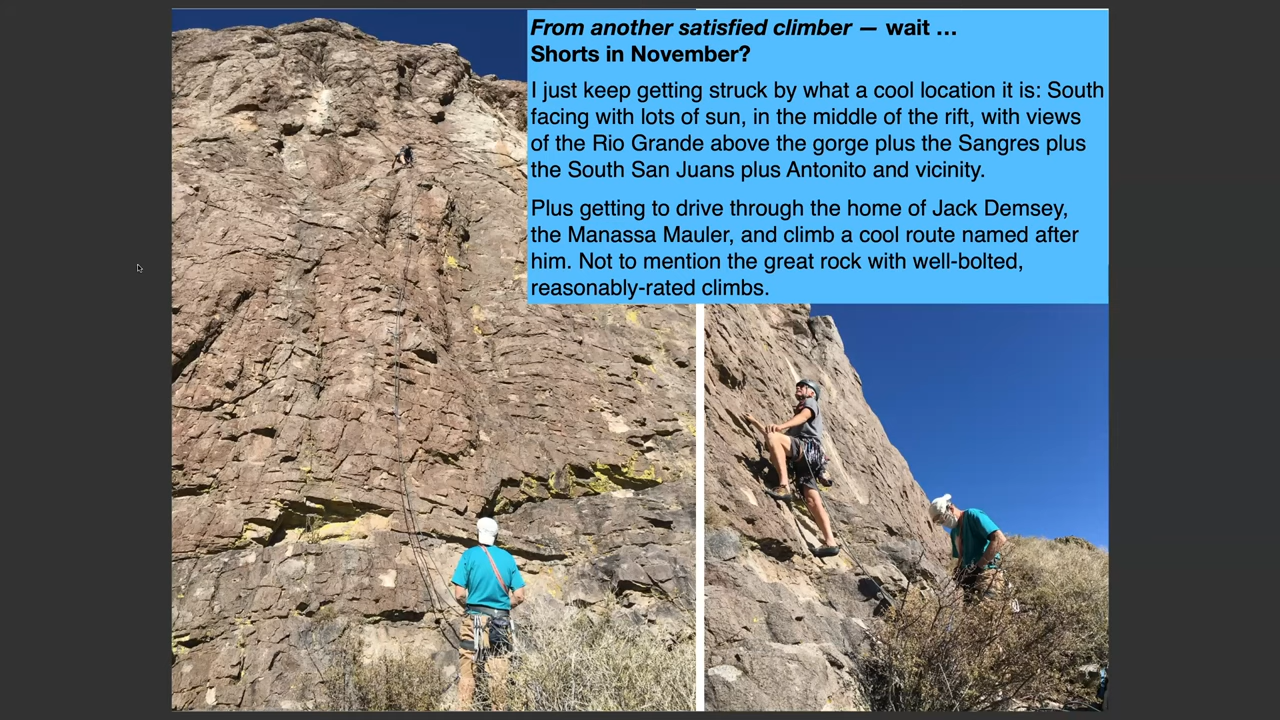 From another satisfied climber — wait …
Shorts in November?
I just keep getting struck by what a cool location it is: South
facing with lots of sun, in the middle of the rift, with views
of the Rio Grande above the gorge plus the Sangres plus
the South San Juans plus Antonito and vicinity.
Plus getting to drive through the home of Jack Demsey,
the Manassa Mauler, and climb a cool route named after
him. Not to mention the great rock with well-bolted,
reasonably-rated climbs.